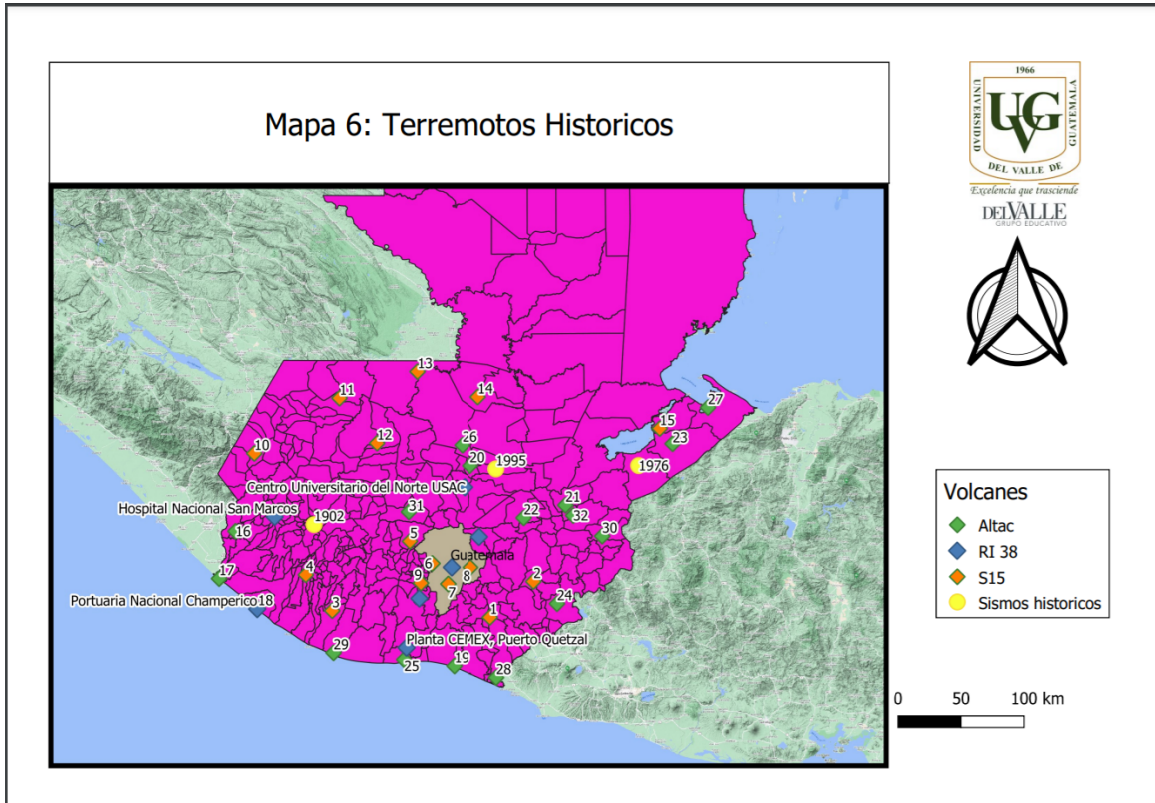 Mapa 6: Terremotos Historicos
1966
UNIVERSIDAD
UVG
GUATEMALA
DEL VALLE DE
Excelencia que trasciende
DELVALLE
GRUPO EDUCATIVO
13
11
14
27
15
23
12
26
10
20
1995
1976
Centro Universitario del Norte USAC
21
Hospital Nacional San Marcos
31
22
32
1902
16
30
5
Guatemala
6
8
17
4
9
2
7
Portuaria Nacional Champerico
18
3
24
1
Planta CEMEX, Puerto Quetzal
29
25
19
28
Volcanes
Altac
RI 38
S15
Sismos historicos
0 50 100 km